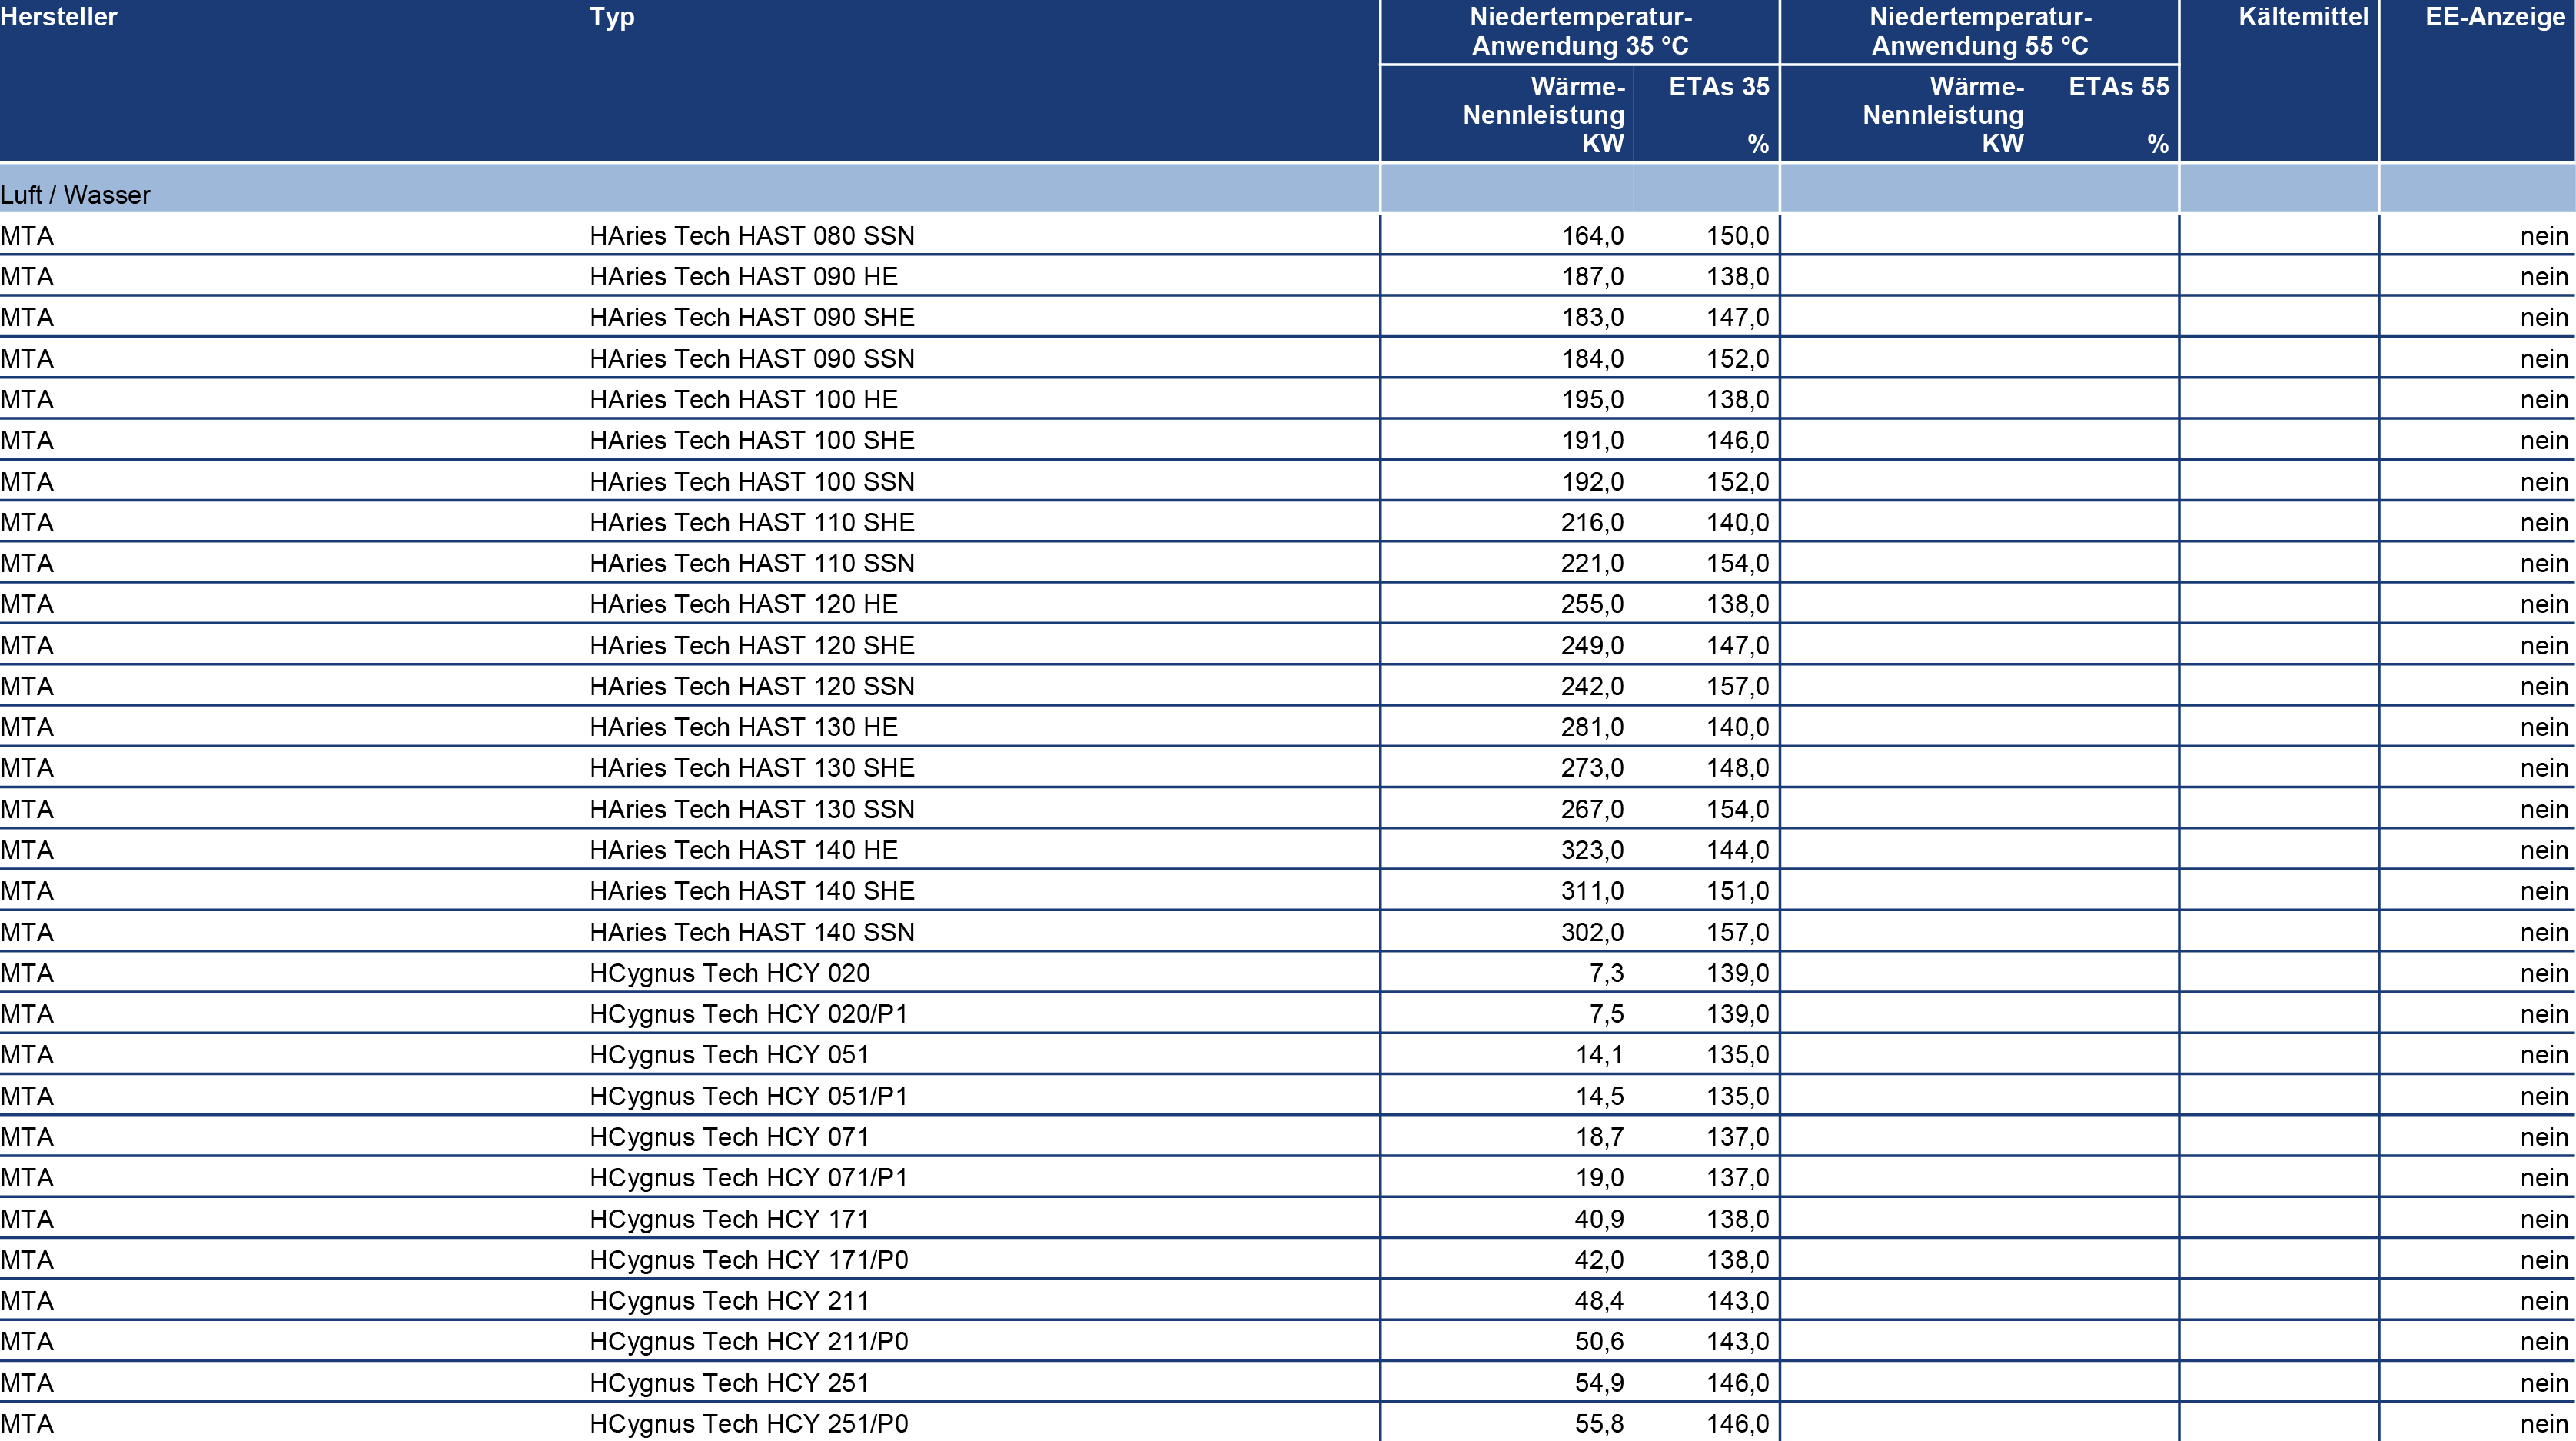 Hersteller Typ Niedertemperatur- Niedertemperatur- Kältemittel EE-Anzeige
Anwendung 35 °C Anwendung 55 °C
Wärme- ETAs 35 Wärme- ETAs 55
Nennleistung Nennleistung
KW % KW %
Luft / Wasser
MTA HAries Tech HAST 080 SSN 164,0 150,0 nein
MTA HAries Tech HAST 090 HE 187,0 138,0 nein
MTA HAries Tech HAST 090 SHE 183,0 147,0 nein
MTA HAries Tech HAST 090 SSN 184,0 152,0 nein
MTA HAries Tech HAST 100 HE 195,0 138,0 nein
MTA HAries Tech HAST 100 SHE 191,0 146,0 nein
MTA HAries Tech HAST 100 SSN 192,0 152,0 nein
MTA HAries Tech HAST 110 SHE 216,0 140,0 nein
MTA HAries Tech HAST 110 SSN 221,0 154,0 nein
MTA HAries Tech HAST 120 HE 255,0 138,0 nein
MTA HAries Tech HAST 120 SHE 249,0 147,0 nein
MTA HAries Tech HAST 120 SSN 242,0 157,0 nein
MTA HAries Tech HAST 130 HE 281,0 140,0 nein
MTA HAries Tech HAST 130 SHE 273,0 148,0 nein
MTA HAries Tech HAST 130 SSN 267,0 154,0 nein
MTA HAries Tech HAST 140 HE 323,0 144,0 nein
MTA HAries Tech HAST 140 SHE 311,0 151,0 nein
MTA HAries Tech HAST 140 SSN 302,0 157,0 nein
MTA HCygnus Tech HCY 020 7,3 139,0 nein
MTA HCygnus Tech HCY 020/P1 7,5 139,0 nein
MTA HCygnus Tech HCY 051 14,1 135,0 nein
MTA HCygnus Tech HCY 051/P1 14,5 135,0 nein
MTA HCygnus Tech HCY 071 18,7 137,0 nein
MTA HCygnus Tech HCY 071/P1 19,0 137,0 nein
MTA HCygnus Tech HCY 171 40,9 138,0 nein
MTA HCygnus Tech HCY 171/P0 42,0 138,0 nein
MTA HCygnus Tech HCY 211 48,4 143,0 nein
MTA HCygnus Tech HCY 211/P0 50,6 143,0 nein
MTA HCygnus Tech HCY 251 54,9 146,0 nein
MTA HCygnus Tech HCY 251/P0 55,8 146,0 nein